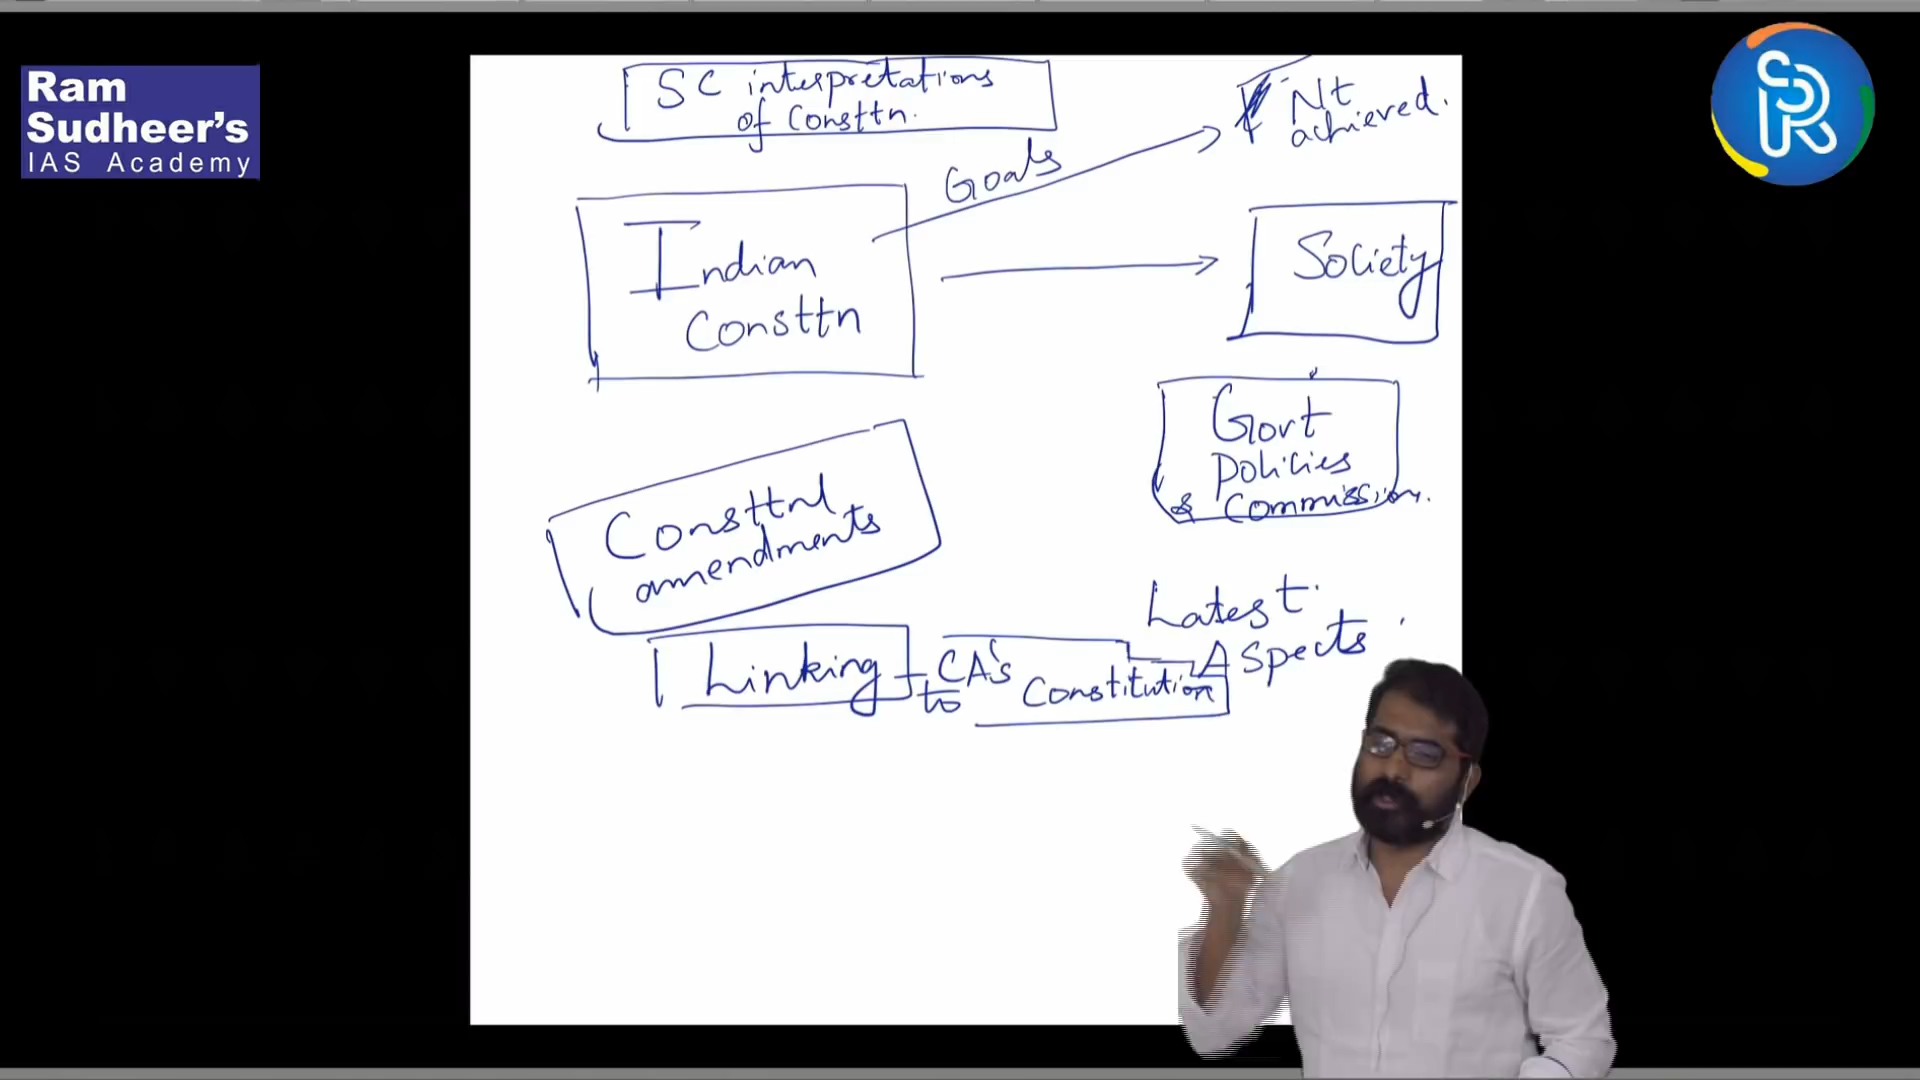 Ram
Sudheer's
IAS Academy
SC interpretations
of Consttn.
Goals
Nt
achieved.
Indian
Consttn
Society
Govt
policies
& Commission.
Consttnl
amendments
Latest
Aspects
Linking to CA's
Constitution